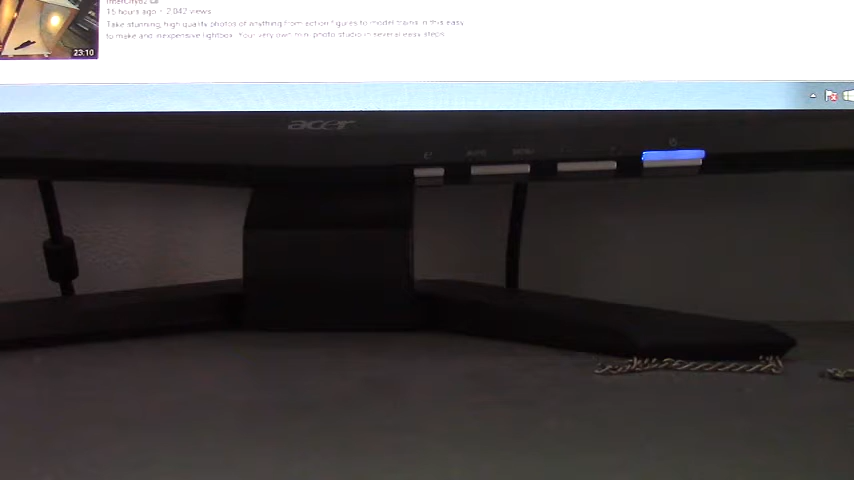 15 hours ago • 2,042 views
Take stunning, high quality photos of anything from action figures to model trains in this easy
to make and inexpensive lightbox. Your very own mini photo studio in several easy steps.
23:10
acer
e
AUTO MENU